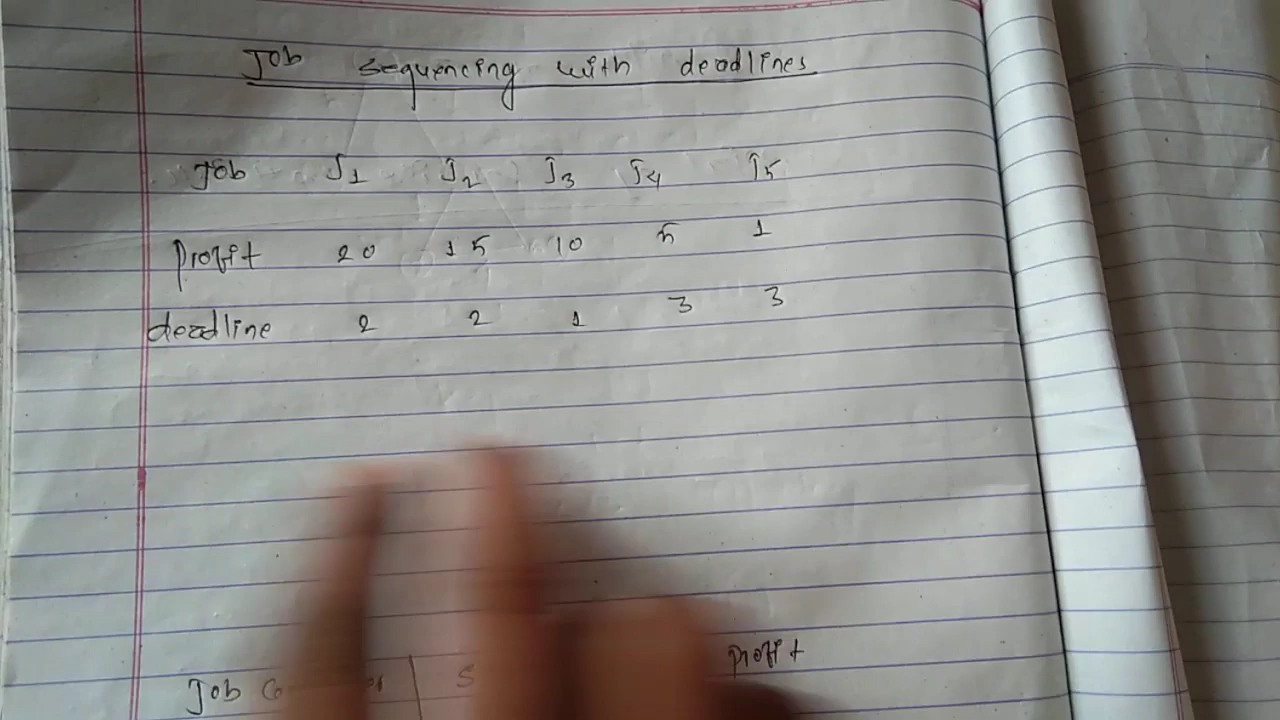 Job sequencing with deadlines
Job J1 J2 J3 J4 J5
Profit 20 15 10 5 1
deadline 2 2 1 3 3
Job Profit